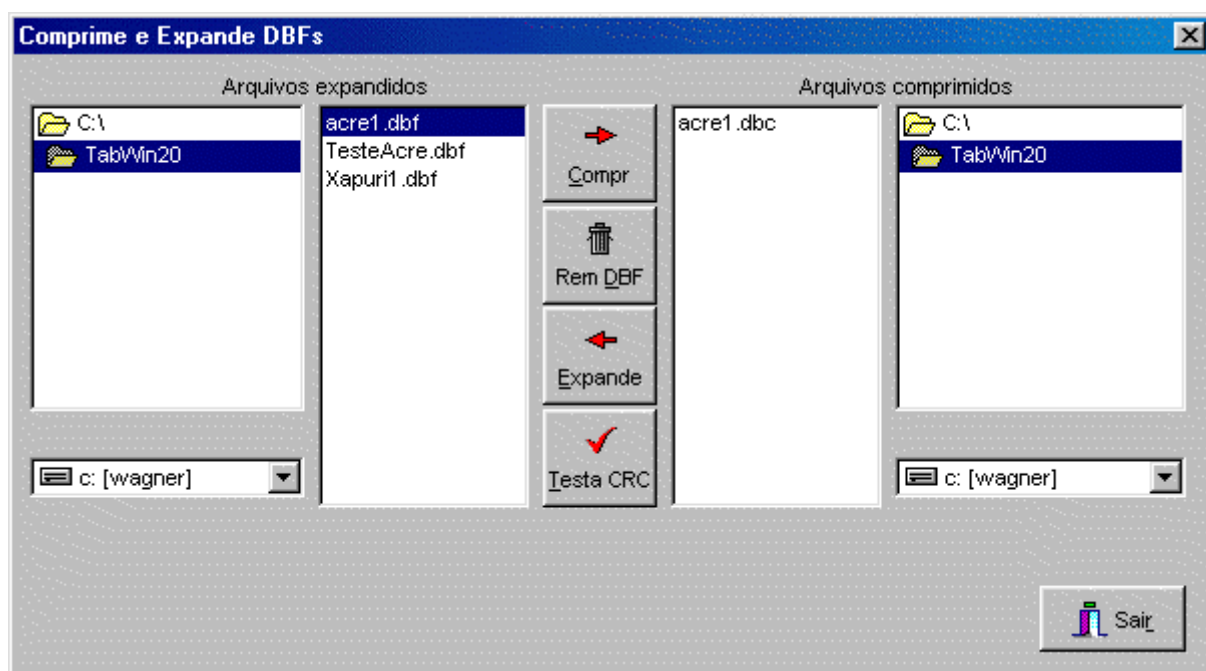 Comprime e Expande DBFs
Arquivos expandidos
Arquivos comprimidos
C:\
TabWin20
c: [wagner]
acre1.dbf
TesteAcre.dbf
Xapuri1.dbf
Compr
Rem DBF
Expande
Testa CRC
acre1.dbc
C:\
TabWin20
c: [wagner]
Sair